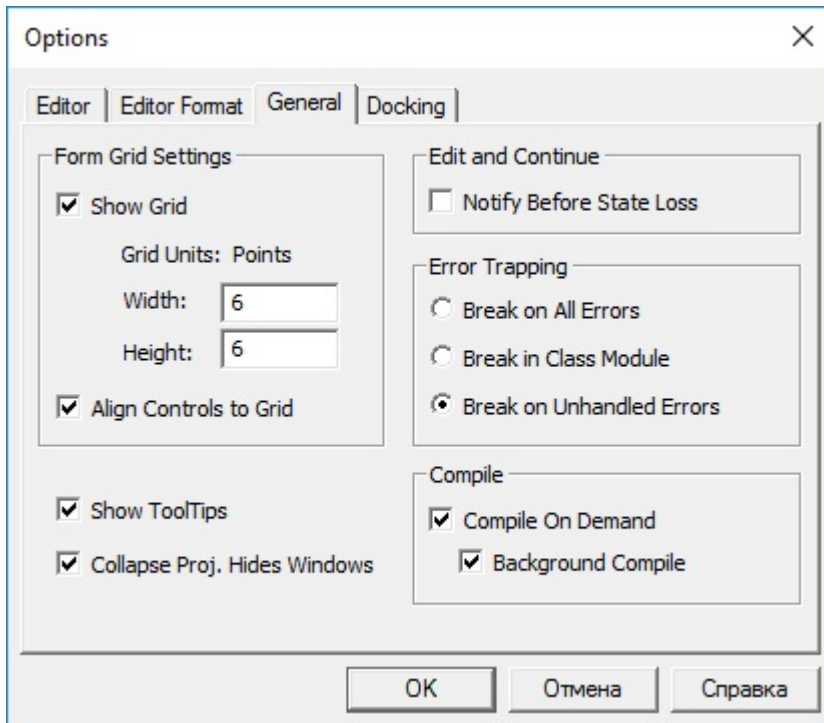 Options
Editor Editor Format General Docking
Form Grid Settings
Show Grid
Grid Units: Points
Width: 6
Height: 6
Align Controls to Grid
Show ToolTips
Collapse Proj. Hides Windows
Edit and Continue
Notify Before State Loss
Error Trapping
Break on All Errors
Break in Class Module
Break on Unhandled Errors
Compile
Compile On Demand
Background Compile
OK Отмена Справка